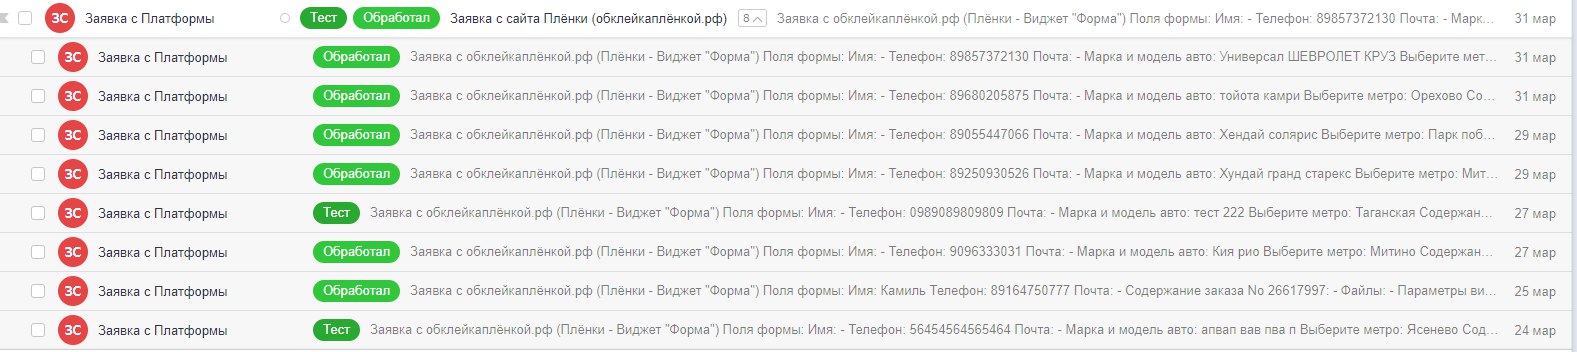 ЗС Заявка с Платформы Тест Обработал Заявка с сайта Плёнки (обклейкаплёнкой.рф) 8 Заявка с обклейкаплёнкой.рф (Плёнки - Виджет "Форма") Поля формы: Имя: - Телефон: 89857372130 Почта: - Марк... 31 мар
ЗС Заявка с Платформы Обработал Заявка с обклейкаплёнкой.рф (Плёнки - Виджет "Форма") Поля формы: Имя: - Телефон: 89857372130 Почта: - Марка и модель авто: Универсал ШЕВРОЛЕТ КРУЗ Выберите мет... 31 мар
ЗС Заявка с Платформы Обработал Заявка с обклейкаплёнкой.рф (Плёнки - Виджет "Форма") Поля формы: Имя: - Телефон: 89680205875 Почта: - Марка и модель авто: тойота камри Выберите метро: Орехово Со... 31 мар
ЗС Заявка с Платформы Обработал Заявка с обклейкаплёнкой.рф (Плёнки - Виджет "Форма") Поля формы: Имя: - Телефон: 89055447066 Почта: - Марка и модель авто: Хендай солярис Выберите метро: Парк поб... 29 мар
ЗС Заявка с Платформы Обработал Заявка с обклейкаплёнкой.рф (Плёнки - Виджет "Форма") Поля формы: Имя: - Телефон: 89250930526 Почта: - Марка и модель авто: Хундай гранд старекс Выберите метро: Мит... 29 мар
ЗС Заявка с Платформы Тест Заявка с обклейкаплёнкой.рф (Плёнки - Виджет "Форма") Поля формы: Имя: - Телефон: 0989089809809 Почта: - Марка и модель авто: тест 222 Выберите метро: Таганская Содержан... 27 мар
ЗС Заявка с Платформы Обработал Заявка с обклейкаплёнкой.рф (Плёнки - Виджет "Форма") Поля формы: Имя: - Телефон: 9096333031 Почта: - Марка и модель авто: Кия рио Выберите метро: Митино Содержан... 27 мар
ЗС Заявка с Платформы Обработал Заявка с обклейкаплёнкой.рф (Плёнки - Виджет "Форма") Поля формы: Имя: Камиль Телефон: 89164750777 Почта: - Содержание заказа No 26617997: - Файлы: - Параметры ви... 25 мар
ЗС Заявка с Платформы Тест Заявка с обклейкаплёнкой.рф (Плёнки - Виджет "Форма") Поля формы: Имя: - Телефон: 56454564565464 Почта: - Марка и модель авто: апвап вав пва п Выберите метро: Ясенево Сод... 24 мар